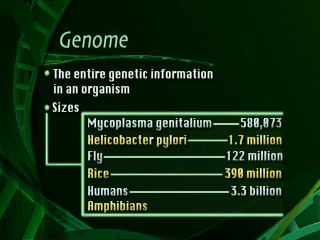 Genome
The entire genetic information
in an organism
Sizes
Mycoplasma genitalium 580,073
Helicobacter pylori 1.7 million
Fly 122 million
Rice 390 million
Humans 3.3 billion
Amphibians